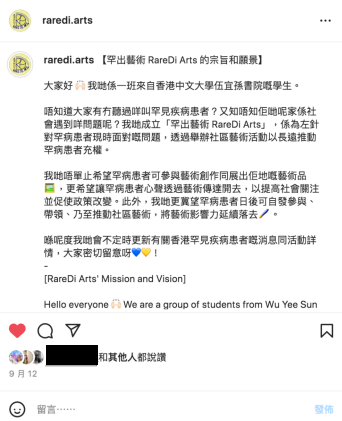 raredi.arts
raredi.arts 【罕出藝術 RareDi Arts 的宗旨和願景】
大家好🙌🏻 我哋係一班來自香港中文大學伍宜孫書院嘅學生。
唔知道大家有冇聽過咩叫罕見疾病患者？又知唔知佢哋呢家係社
會遇到咩問題呢？我哋成立「罕出藝術 RareDi Arts」，係為左針
對罕病患者現時面對嘅問題，透過舉辦社區藝術活動以長遠推動
罕病患者充權。
我哋唔單止希望罕病患者可參與藝術創作同展出佢地嘅藝術品
🖼️，更希望讓罕病患者心聲透過藝術傳達開去，以提高社會關注
並促使政策改變。此外，我哋更冀望罕病患者日後可自發參與、
帶領、乃至推動社區藝術，將藝術影響力延續落去🖌️。
喺呢度我哋會不定時更新有關香港罕見疾病患者嘅消息同活動詳
情，大家密切留意呀💙💛！
-
[RareDi Arts' Mission and Vision]
Hello everyone 🙌🏻 We are a group of students from Wu Yee Sun
和其他人都說讚
9 月 12
留言⋯⋯
發佈